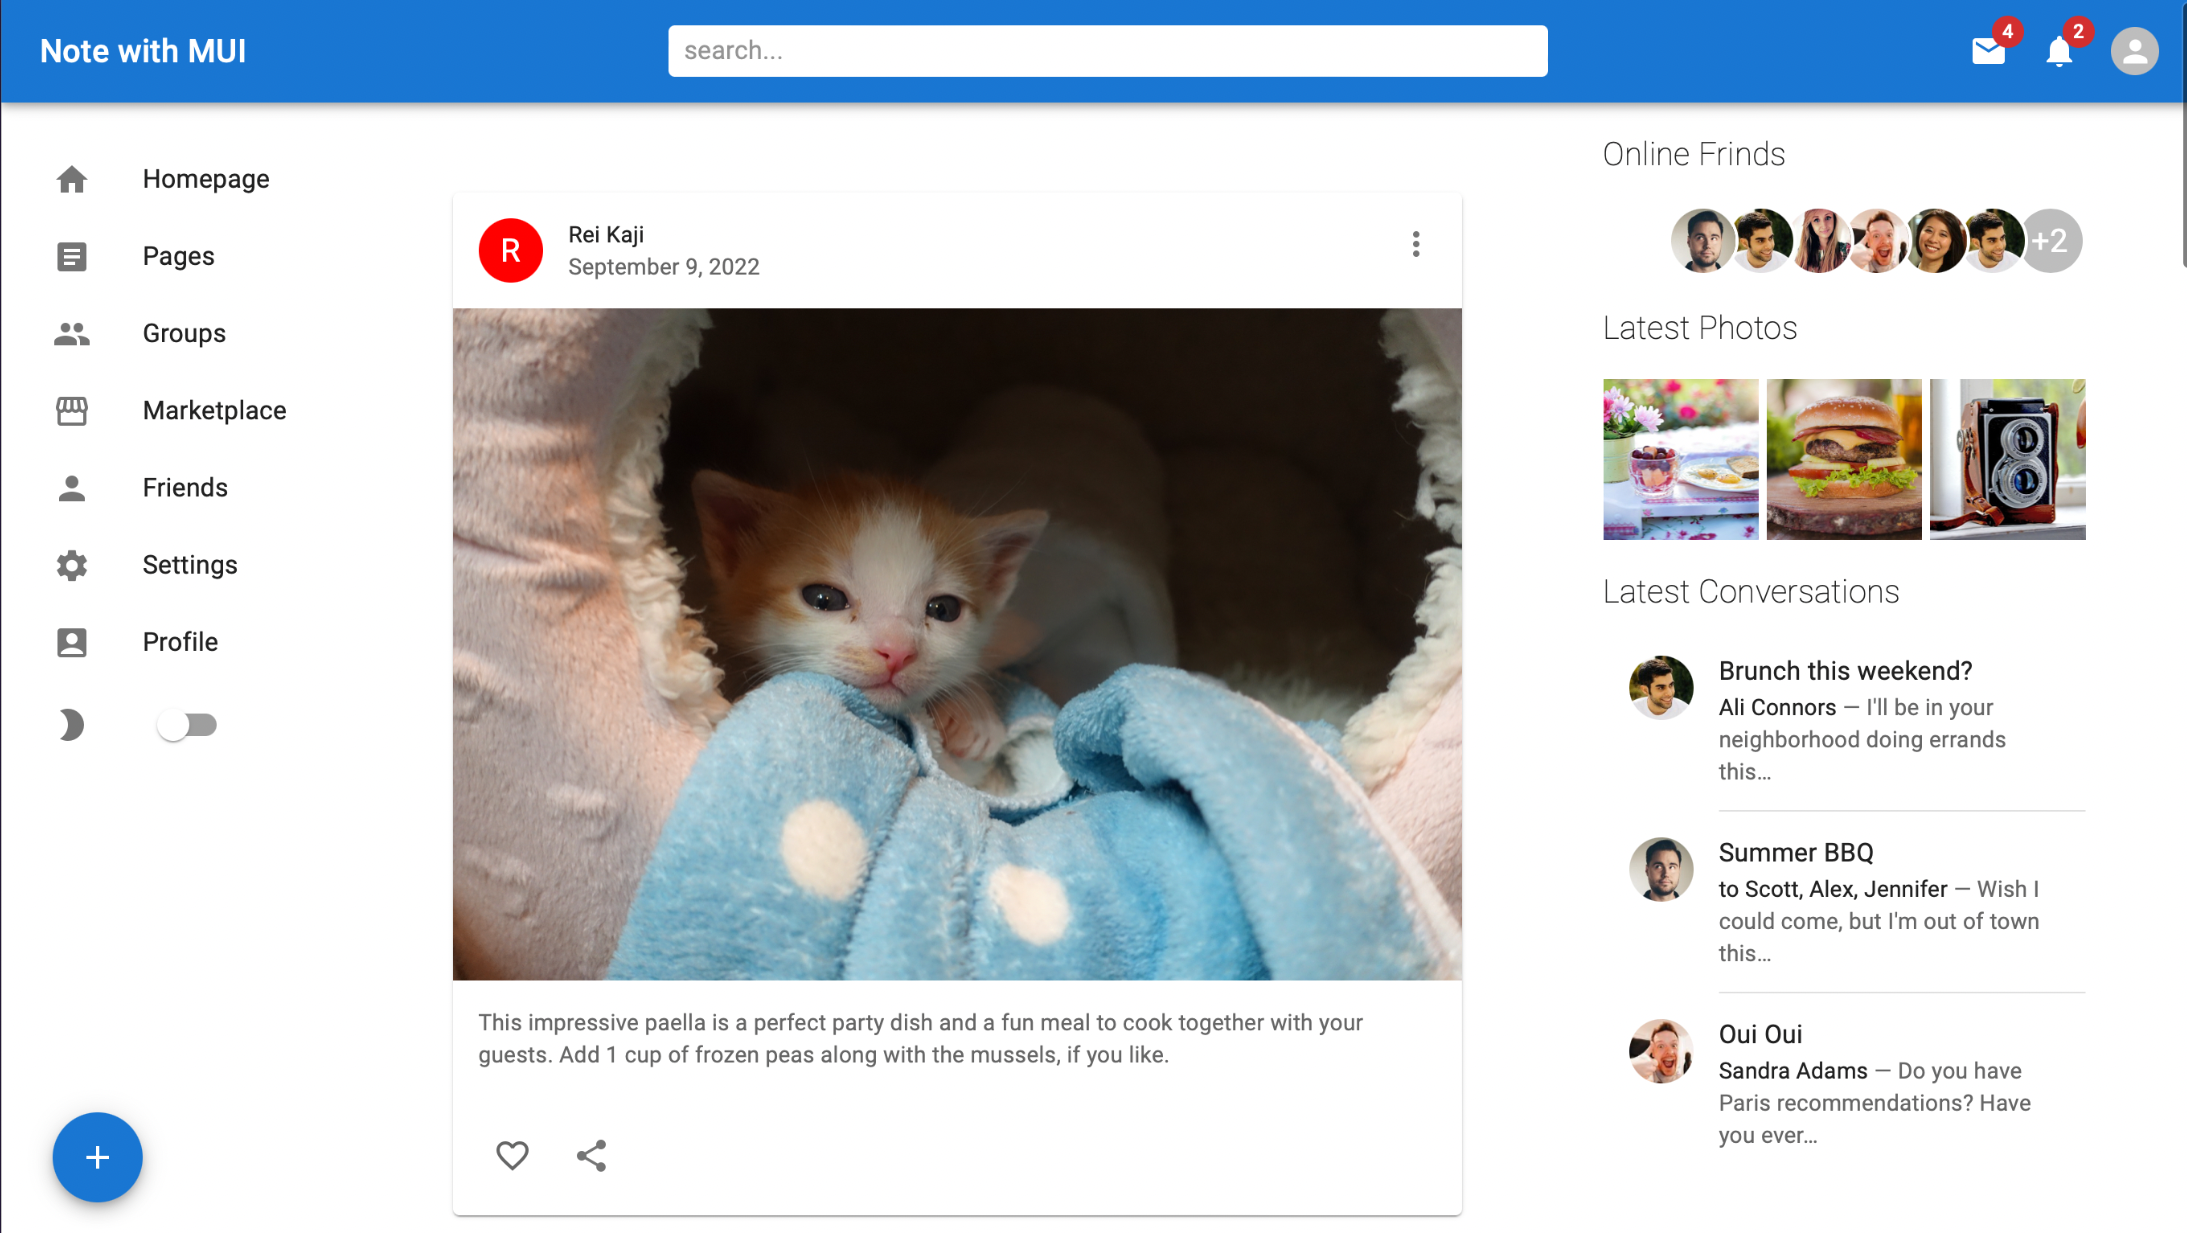 Note with MUI
search...
4
2
Homepage
Pages
Groups
Marketplace
Friends
Settings
Profile
R
Rei Kaji
September 9, 2022
This impressive paella is a perfect party dish and a fun meal to cook together with your
guests. Add 1 cup of frozen peas along with the mussels, if you like.
Online Frinds
+2
Latest Photos
Latest Conversations
Brunch this weekend?
Ali Connors — I'll be in your
neighborhood doing errands
this…
Summer BBQ
to Scott, Alex, Jennifer — Wish I
could come, but I'm out of town
this…
Oui Oui
Sandra Adams — Do you have
Paris recommendations? Have
you ever…